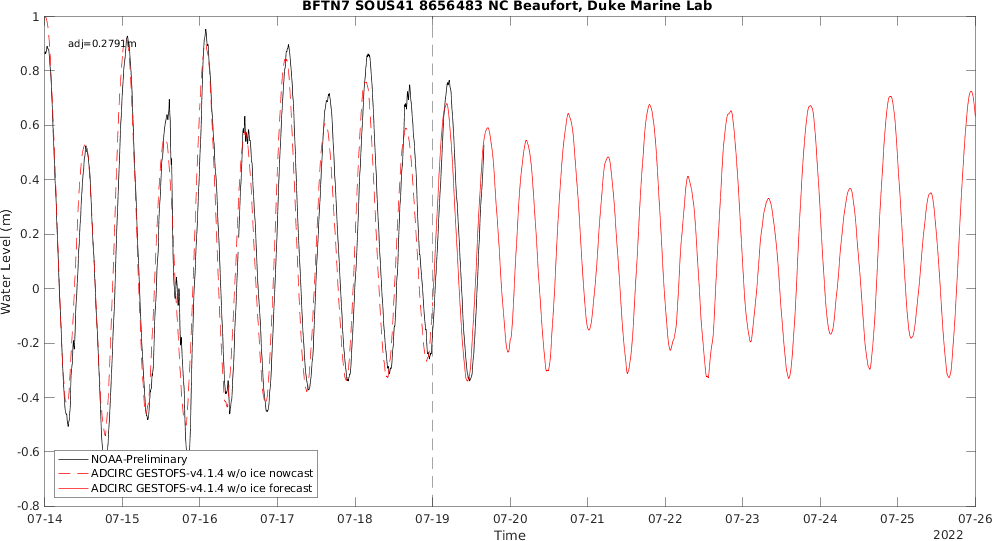 BFTN7 SOUS41 8656483 NC Beaufort, Duke Marine Lab
1
adj=0.2791m
0.8
0.6
0.4
0.2
0
-0.2
-0.4
-0.6
-0.8
Water Level (m)
NOAA-Preliminary
ADCIRC GESTOFS-v4.1.4 w/o ice nowcast
ADCIRC GESTOFS-v4.1.4 w/o ice forecast
07-14 07-15 07-16 07-17 07-18 07-19 07-20 07-21 07-22 07-23 07-24 07-25 07-26
Time
2022